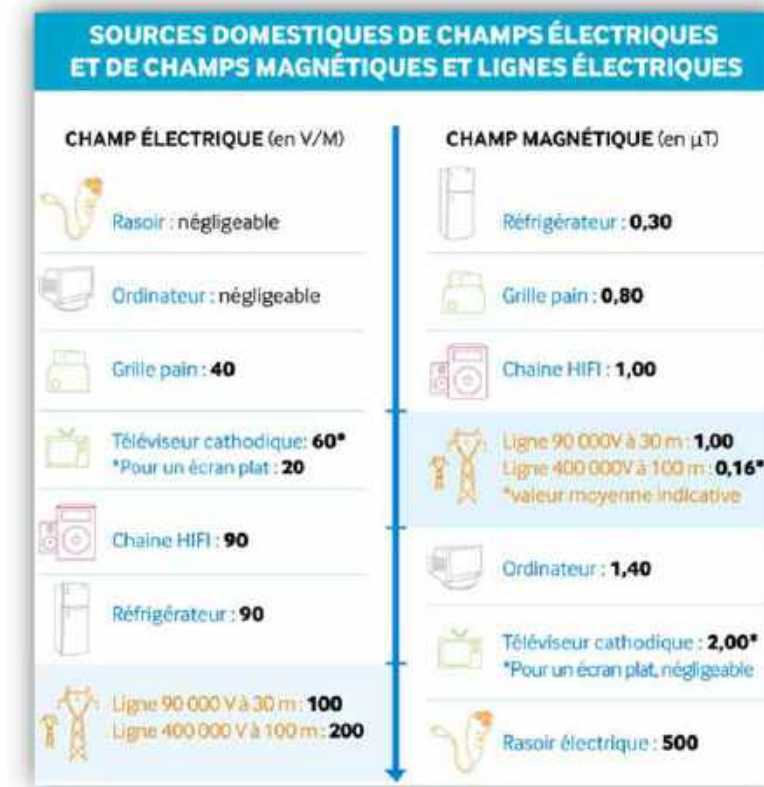 SOURCES DOMESTIQUES DE CHAMPS ÉLECTRIQUES
ET DE CHAMPS MAGNÉTIQUES ET LIGNES ÉLECTRIQUES
CHAMP ÉLECTRIQUE (en V/M)
Rasoir : négligeable
Ordinateur : négligeable
Grille pain : 40
Téléviseur cathodique: 60*
*Pour un écran plat : 20
Chaine HIFI : 90
Réfrigérateur : 90
Ligne 90 000 V à 30 m : 100
Ligne 400 000 V à 100 m : 200
CHAMP MAGNÉTIQUE (en µT)
Réfrigérateur : 0,30
Grille pain : 0,80
Chaine HIFI : 1,00
Ligne 90 000V à 30 m : 1,00
Ligne 400 000V à 100 m : 0,16*
*valeur moyenne indicative
Ordinateur : 1,40
Téléviseur cathodique : 2,00*
*Pour un écran plat, négligeable
Rasoir électrique : 500